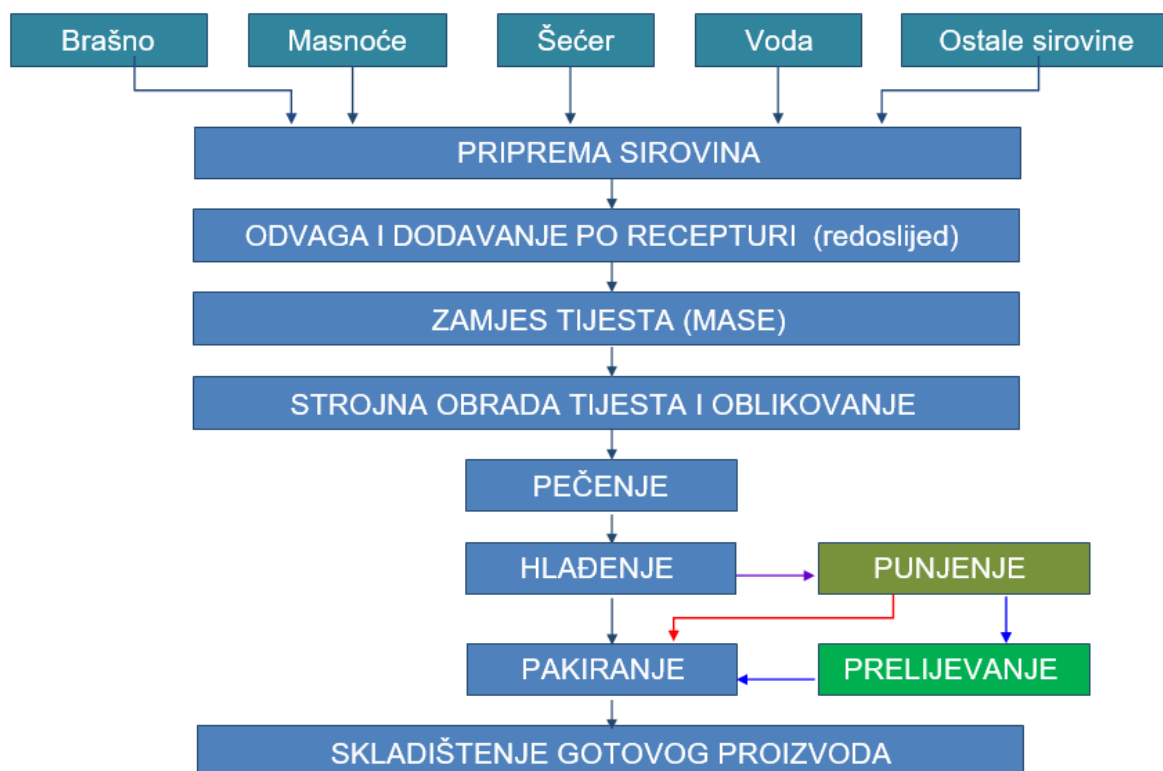 Brašno
Masnoće
Šećer
Voda
Ostale sirovine
PRIPREMA SIROVINA
ODVAGA I DODAVANJE PO RECEPTURI (redoslijed)
ZAMJES TIJESTA (MASE)
STROJNA OBRADA TIJESTA I OBLIKOVANJE
PEČENJE
HLAĐENJE
PUNJENJE
PAKIRANJE
PRELIJEVANJE
SKLADIŠTENJE GOTOVOG PROIZVODA